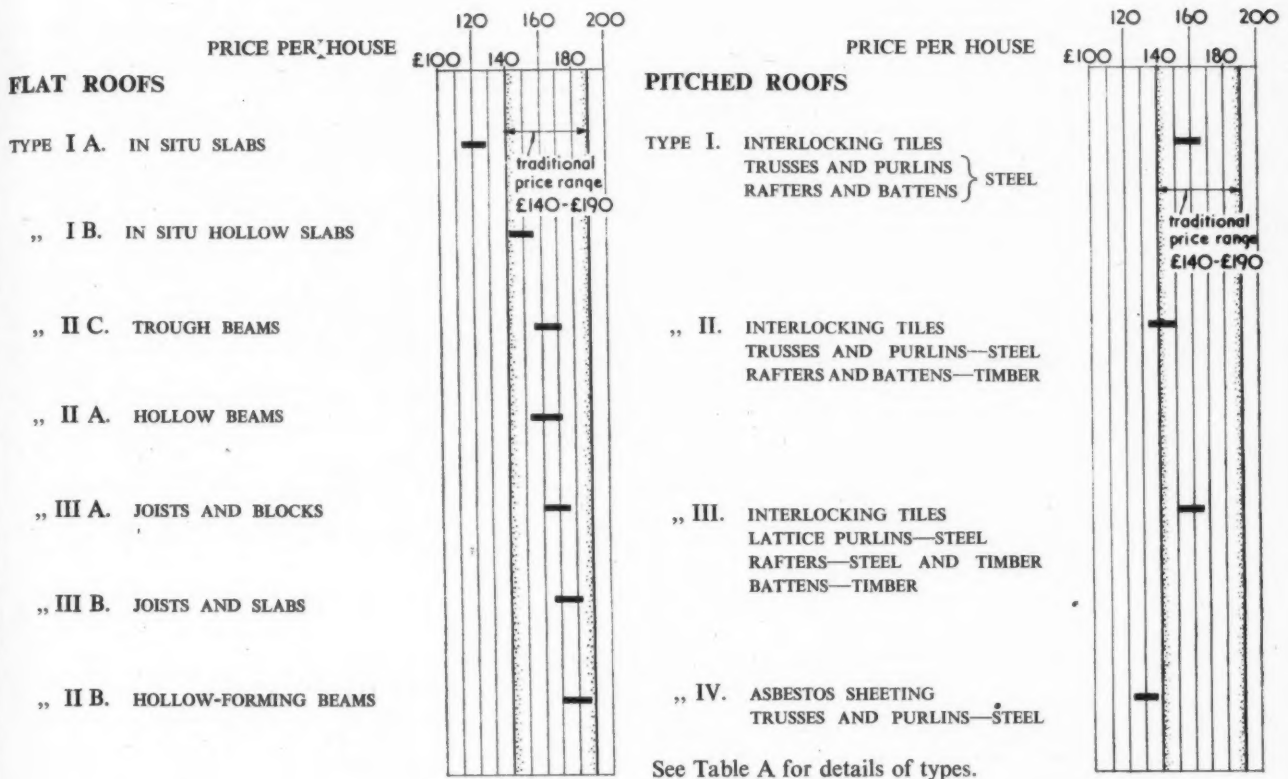 120 160 200
PRICE PER HOUSE
£100 140 180
FLAT ROOFS
TYPE I A. IN SITU SLABS
traditional
price range
£140-£190
„ I B. IN SITU HOLLOW SLABS
„ II C. TROUGH BEAMS
„ II A. HOLLOW BEAMS
„ III A. JOISTS AND BLOCKS
„ III B. JOISTS AND SLABS
„ II B. HOLLOW-FORMING BEAMS
120 160 200
PRICE PER HOUSE
£100 140 180
PITCHED ROOFS
TYPE I. INTERLOCKING TILES
TRUSSES AND PURLINS
RAFTERS AND BATTENS } STEEL
traditional
price range
£140-£190
„ II. INTERLOCKING TILES
TRUSSES AND PURLINS—STEEL
RAFTERS AND BATTENS—TIMBER
„ III. INTERLOCKING TILES
LATTICE PURLINS—STEEL
RAFTERS—STEEL AND TIMBER
BATTENS—TIMBER
„ IV. ASBESTOS SHEETING
TRUSSES AND PURLINS—STEEL
See Table A for details of types.